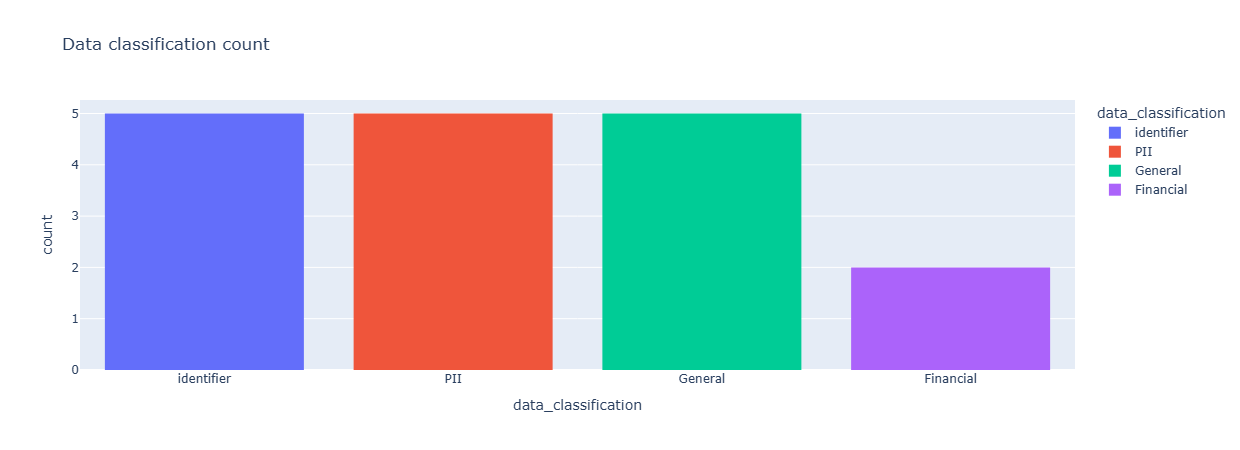 Data classification count
count
5
4
3
2
1
0
identifier
PII
General
Financial
data_classification
data_classification
identifier
PII
General
Financial